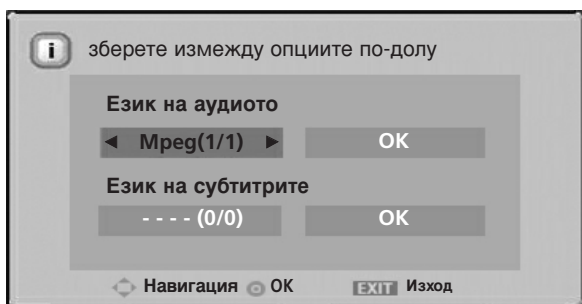 зберете измежду опциите по-долу
Език на аудиото
◄ Mpeg(1/1) ► OK
Език на субтитрите
- - - - (0/0) OK
Навигация OK EXIT Изход